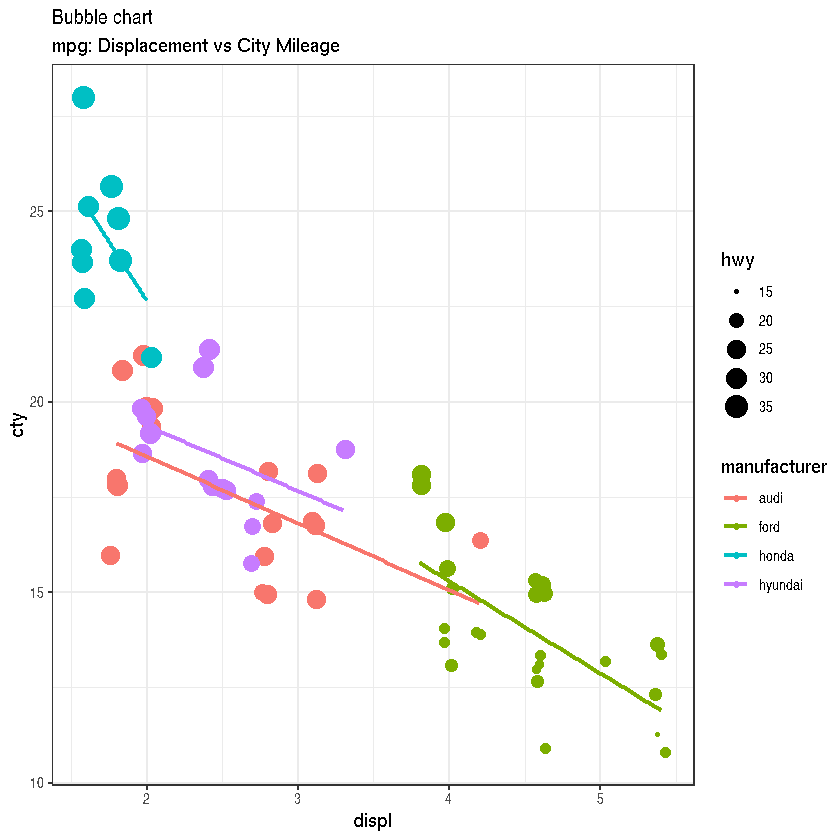 Bubble chart
mpg: Displacement vs City Mileage
25
20
15
10
cty
2 3 4 5
displ
hwy
15
20
25
30
35
manufacturer
audi
ford
honda
hyundai